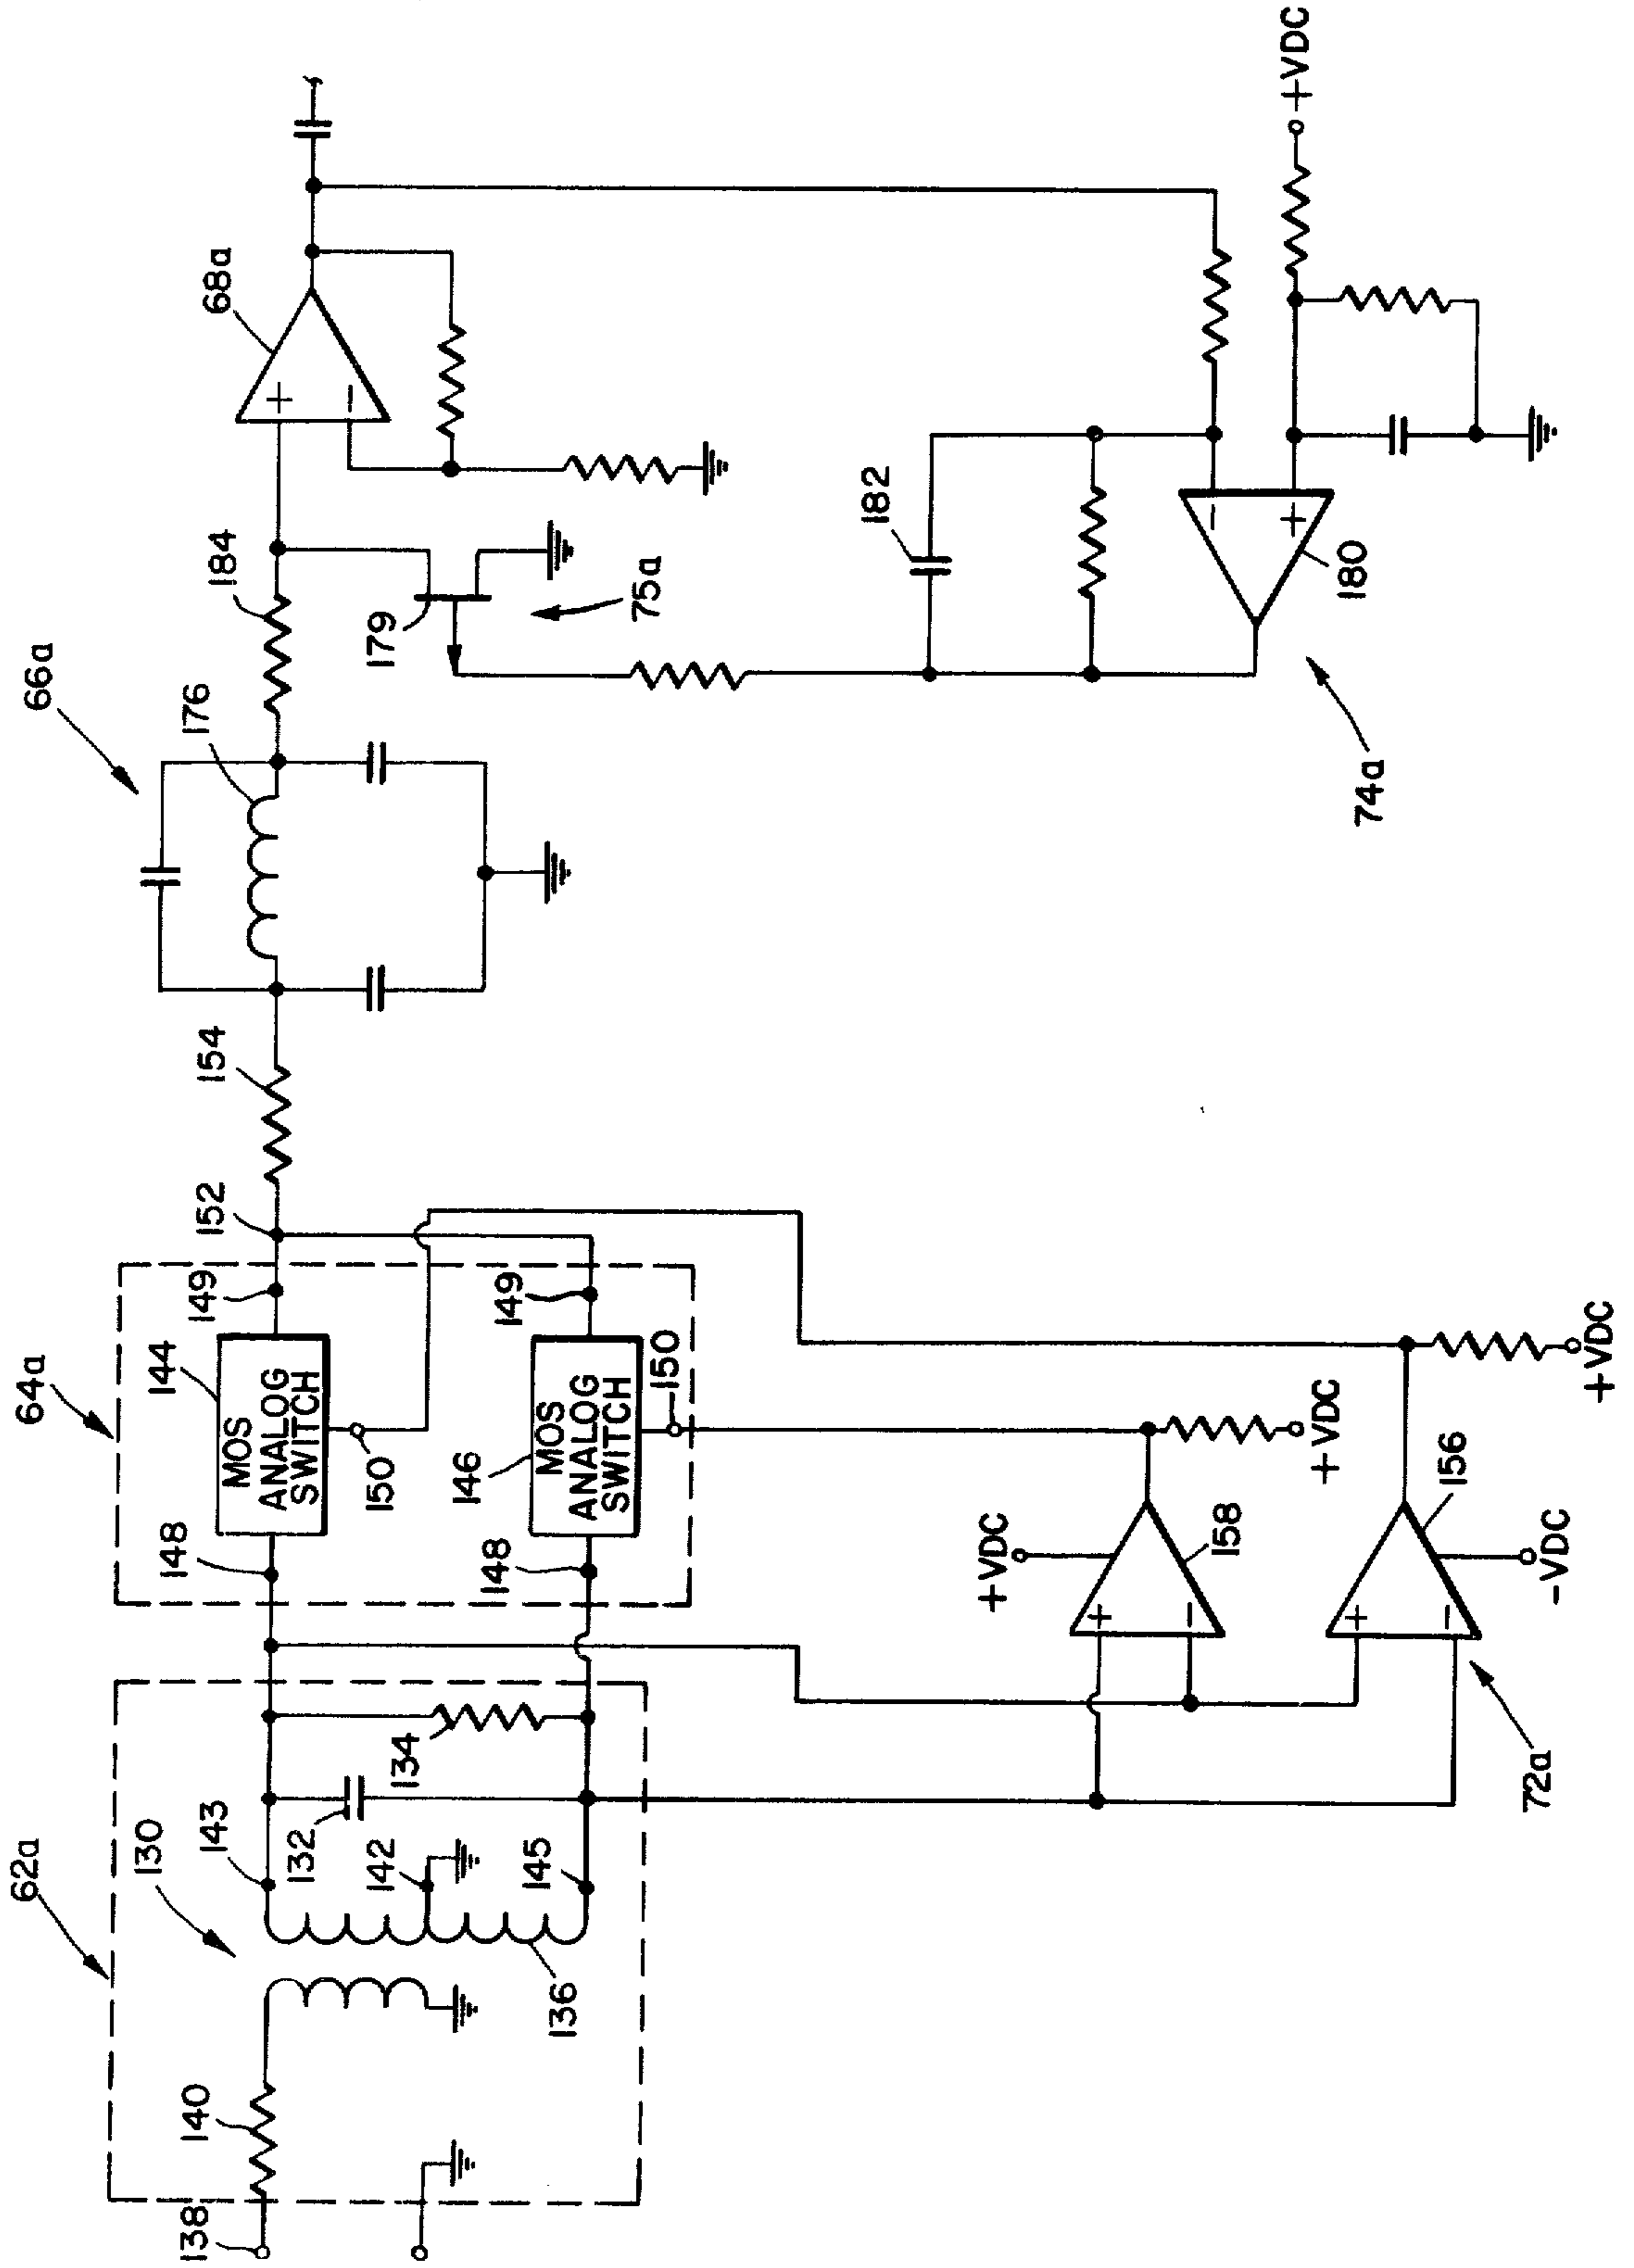 62a
130
143
138
140
136
132
142
145
134
64a
144
148
149
152
MOS
ANALOG
SWITCH
150
146
148
149
MOS
ANALOG
SWITCH
150
154
66a
176
184
68a
+
-
179
75a
182
-
+
180
74a
+VDC
+VDC
+
-
158
+VDC
+
-
156
-VDC
+VDC
72a